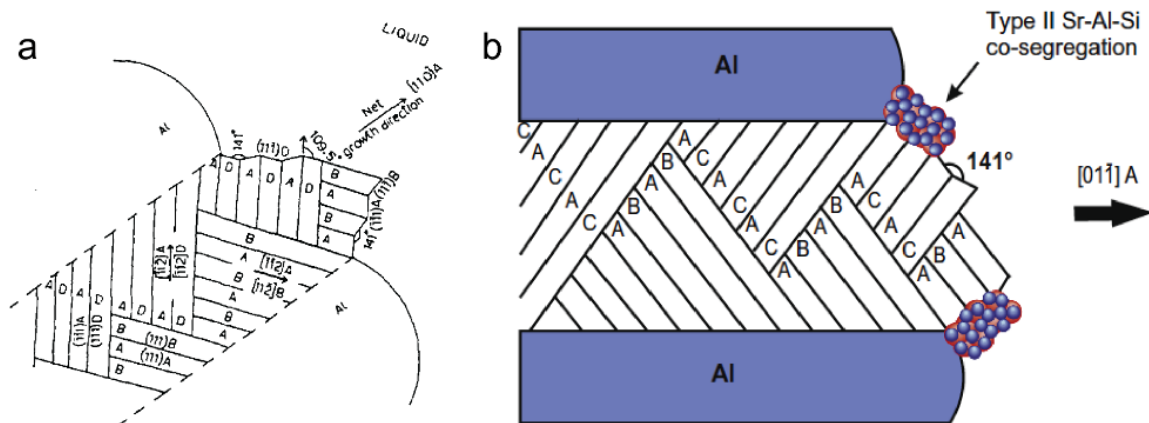 a
LIQUID
Net
growth direction
[110]A
Al
141°
(111)D
109.5°
A D A D A D
B
A
B
A
(111)A(111)B
141°
B
A
B
A
B
A
[112]A
[112]B
[112]A
[112]D
A D A D A D A D
(111)A
(111)D
(111)B
(111)A
B
A
B
Al
b
Type II Sr-Al-Si
co-segregation
Al
141°
[011̄] A
C A C A C A
B A B A
A C A C A C A
B A B A
A C A C A
B A
Al